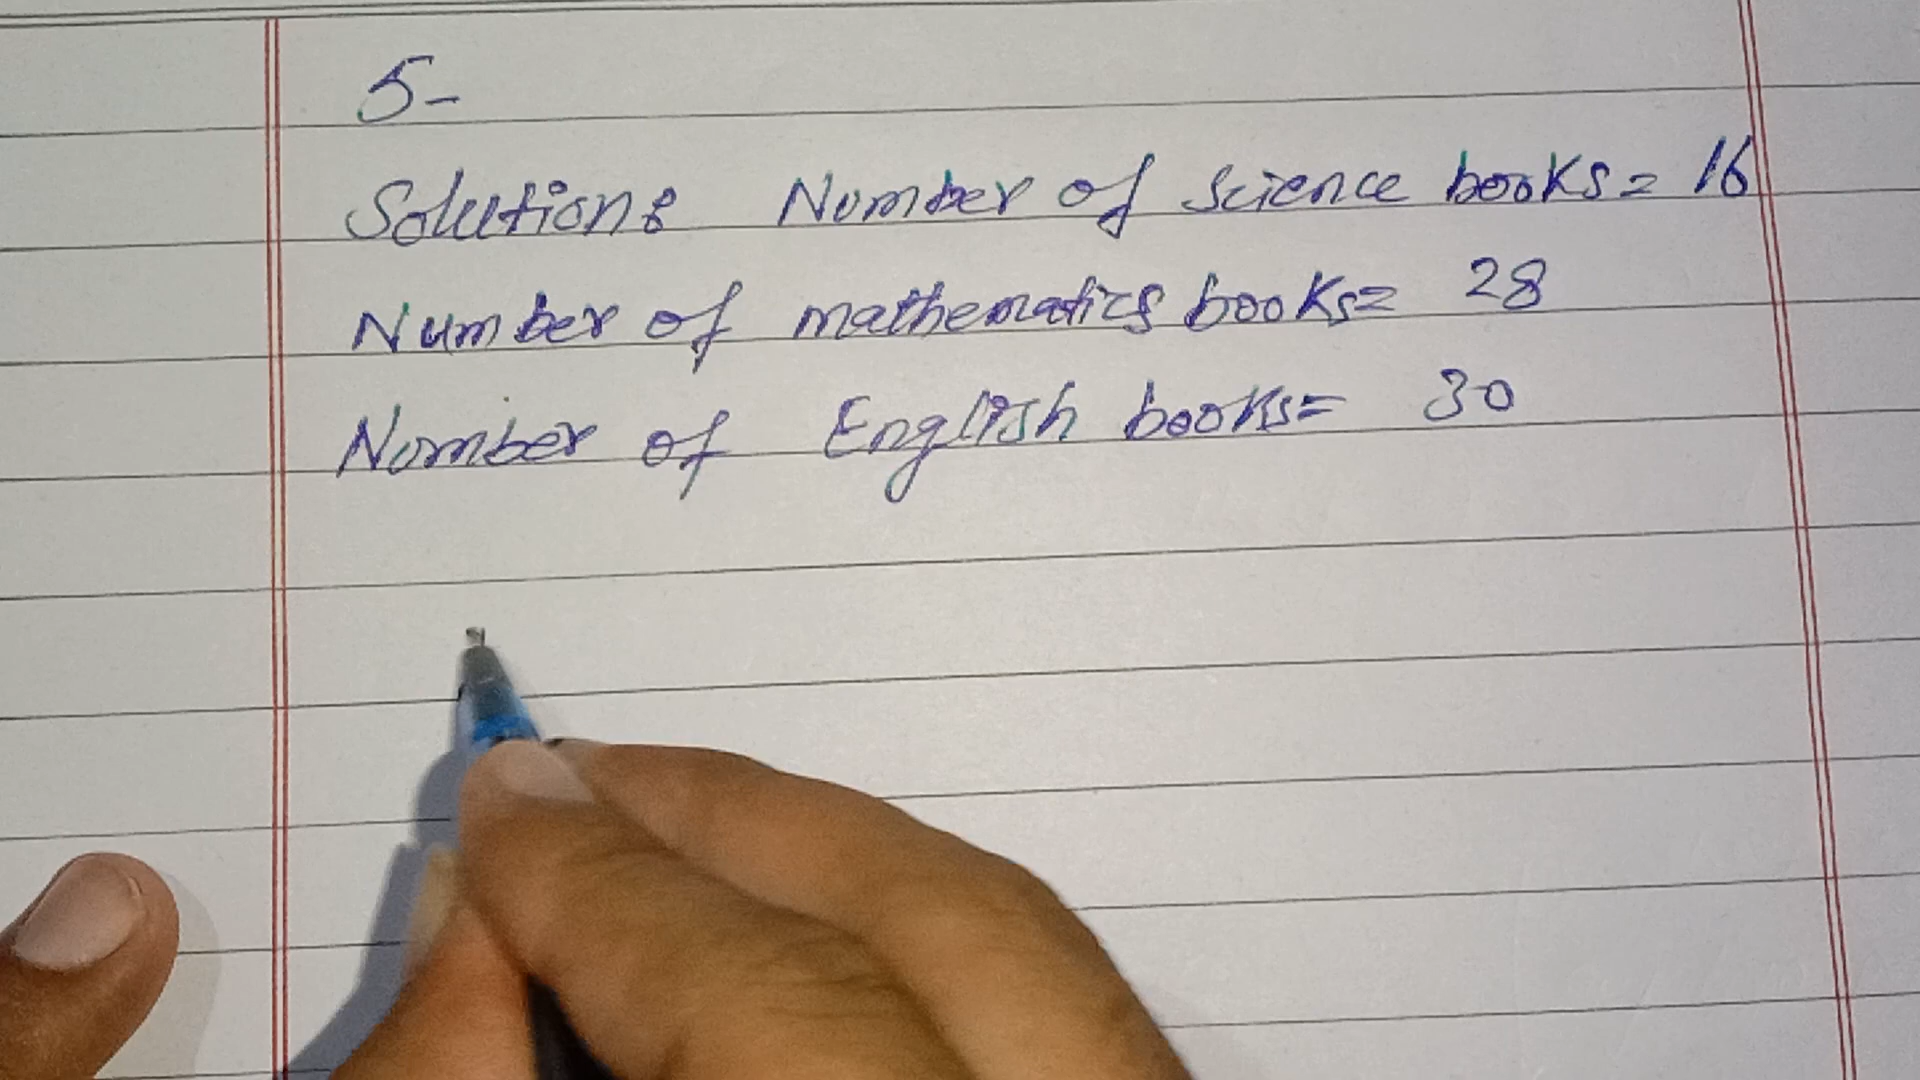 5-
Solution: Number of Science books= 16
Number of mathematics books= 28
Number of English books= 30